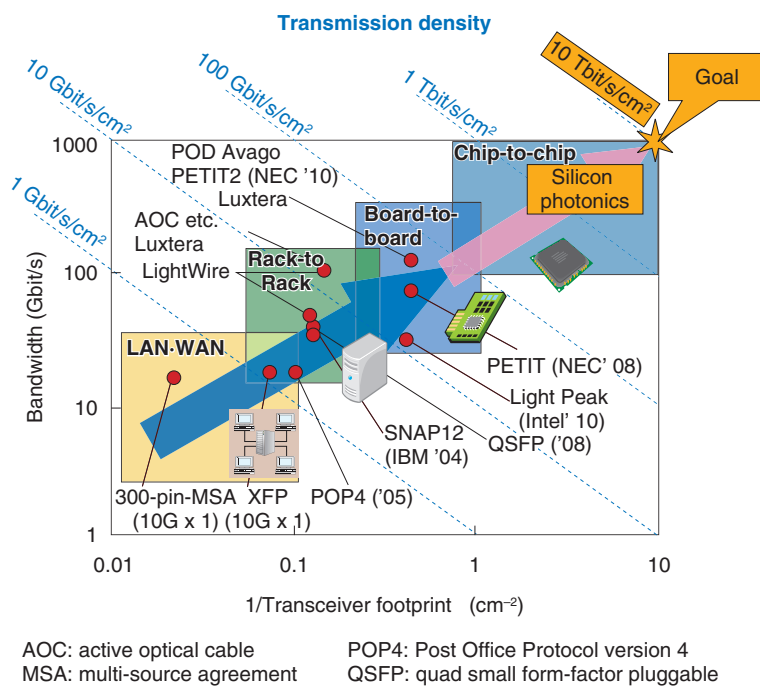 Transmission density
10 Gbit/s/cm²
100 Gbit/s/cm²
1 Tbit/s/cm²
10 Tbit/s/cm²
Goal
1 Gbit/s/cm²
1000
100
10
1
Bandwidth (Gbit/s)
POD Avago
PETIT2 (NEC ’10)
Luxtera
Chip-to-chip
Silicon
photonics
AOC etc.
Luxtera
LightWire
Board-to-
board
Rack-to
Rack
LAN·WAN
PETIT (NEC’ 08)
Light Peak
(Intel’ 10)
QSFP (’08)
SNAP12
(IBM ’04)
300-pin-MSA
(10G x 1)
XFP
(10G x 1)
POP4 (’05)
0.01
0.1
1
10
1/Transceiver footprint (cm⁻²)
AOC: active optical cable
MSA: multi-source agreement
POP4: Post Office Protocol version 4
QSFP: quad small form-factor pluggable